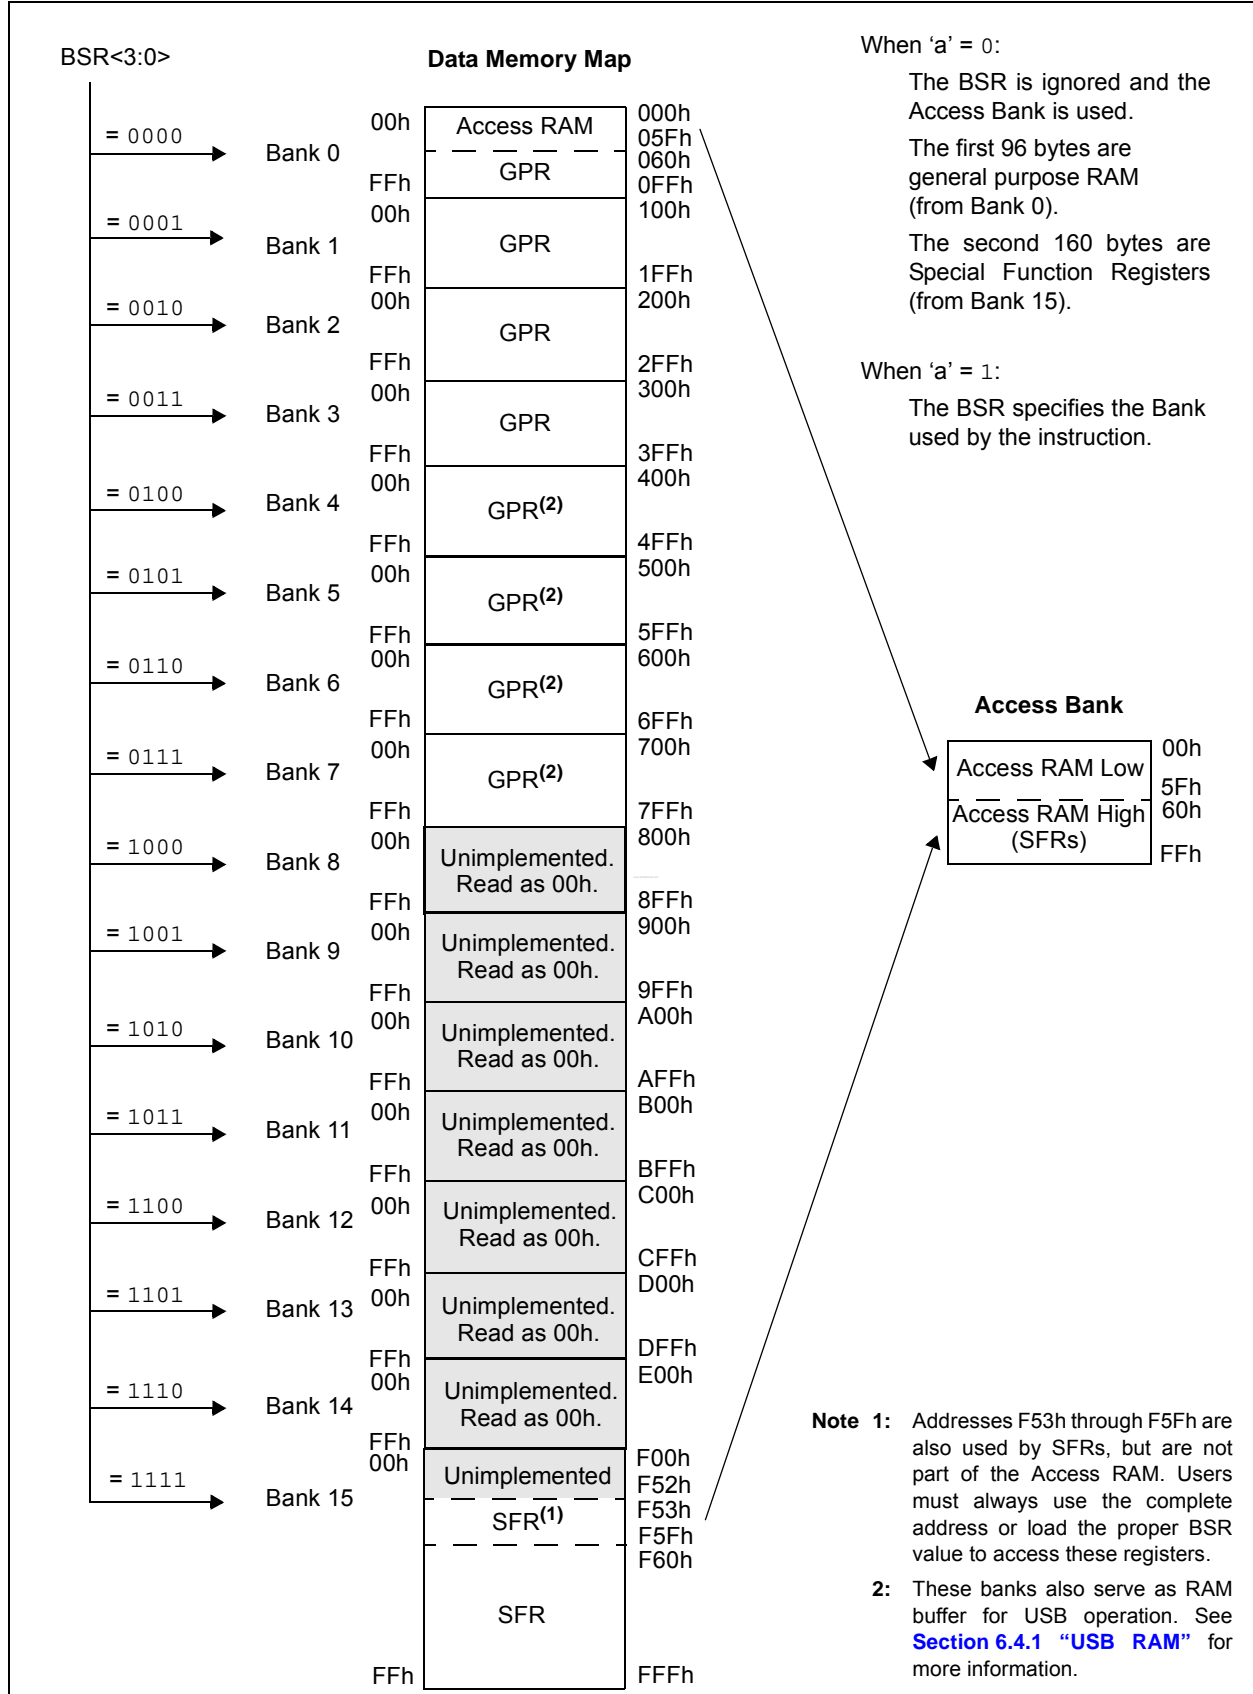 BSR<3:0>
Data Memory Map
When ‘a’ = 0:
The BSR is ignored and the
Access Bank is used.
The first 96 bytes are
general purpose RAM
(from Bank 0).
The second 160 bytes are
Special Function Registers
(from Bank 15).
When ‘a’ = 1:
The BSR specifies the Bank
used by the instruction.
= 0000
Bank 0
00h
Access RAM
000h
05Fh
060h
GPR
FFh
0FFh
= 0001
Bank 1
00h
100h
GPR
FFh
1FFh
= 0010
Bank 2
00h
200h
GPR
FFh
2FFh
= 0011
Bank 3
00h
300h
GPR
FFh
3FFh
= 0100
Bank 4
00h
400h
GPR(2)
FFh
4FFh
= 0101
Bank 5
00h
500h
GPR(2)
FFh
5FFh
= 0110
Bank 6
00h
600h
GPR(2)
FFh
6FFh
= 0111
Bank 7
00h
700h
GPR(2)
FFh
7FFh
= 1000
Bank 8
00h
800h
Unimplemented.
Read as 00h.
FFh
8FFh
= 1001
Bank 9
00h
900h
Unimplemented.
Read as 00h.
FFh
9FFh
= 1010
Bank 10
00h
A00h
Unimplemented.
Read as 00h.
FFh
AFFh
= 1011
Bank 11
00h
B00h
Unimplemented.
Read as 00h.
FFh
BFFh
= 1100
Bank 12
00h
C00h
Unimplemented.
Read as 00h.
FFh
CFFh
= 1101
Bank 13
00h
D00h
Unimplemented.
Read as 00h.
FFh
DFFh
= 1110
Bank 14
00h
E00h
Unimplemented.
Read as 00h.
FFh
= 1111
Bank 15
00h
F00h
Unimplemented
F52h
F53h
SFR(1)
F5Fh
F60h
SFR
FFh
FFFh
Access Bank
Access RAM Low
00h
5Fh
Access RAM High
(SFRs)
60h
FFh
Note 1: Addresses F53h through F5Fh are
also used by SFRs, but are not
part of the Access RAM. Users
must always use the complete
address or load the proper BSR
value to access these registers.
2: These banks also serve as RAM
buffer for USB operation. See
Section 6.4.1 “USB RAM” for
more information.